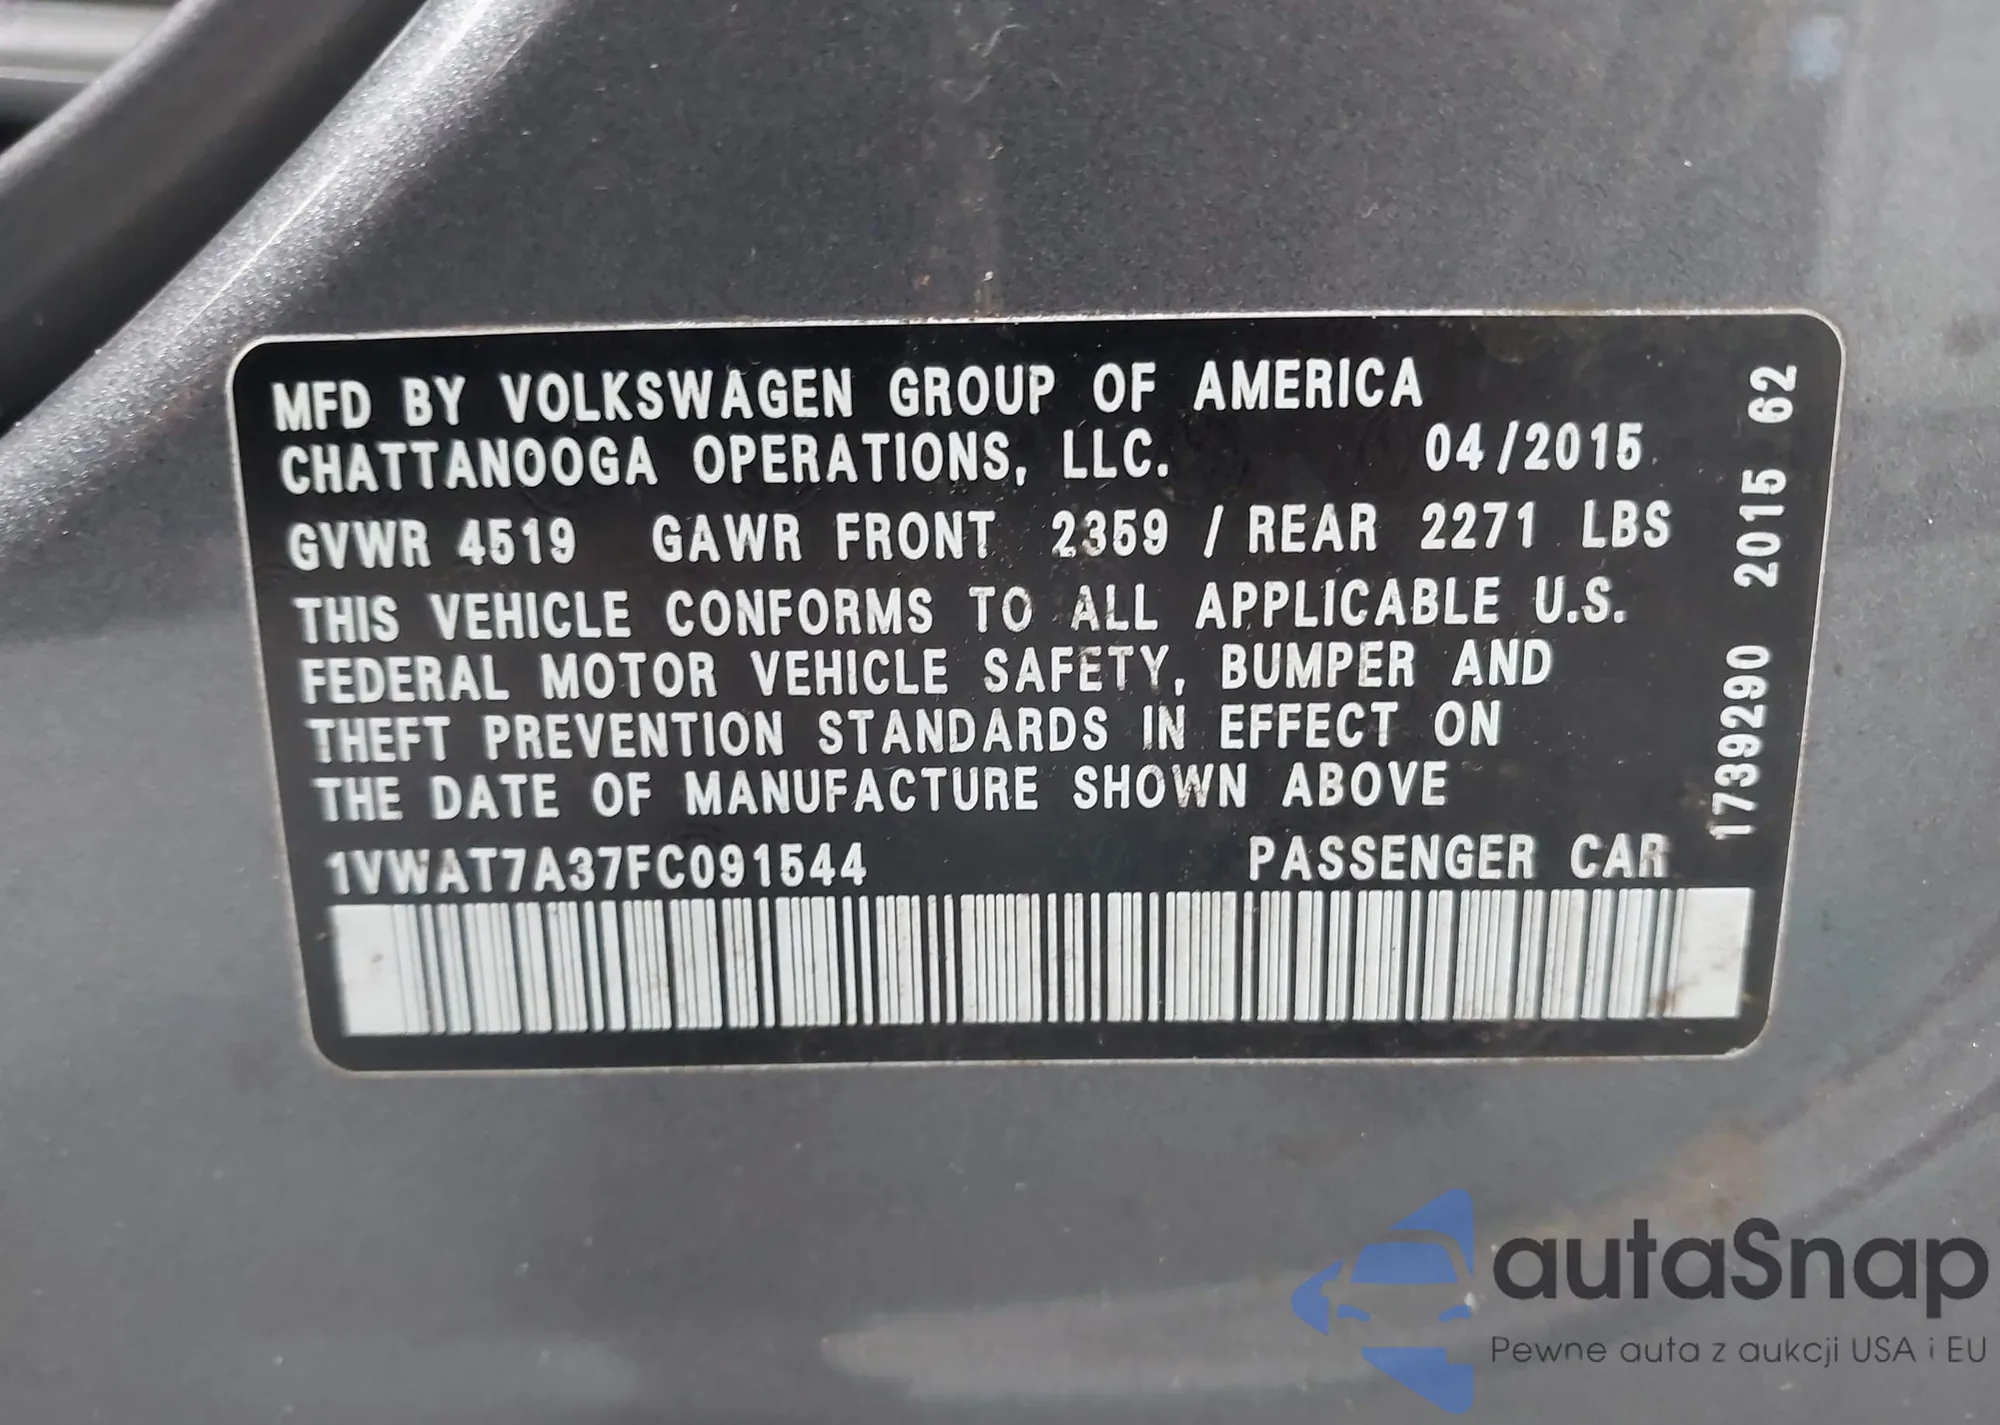 MFD BY VOLKSWAGEN GROUP OF AMERICA
CHATTANOOGA OPERATIONS, LLC. 04/2015
GVWR 4519 GAWR FRONT 2359 / REAR 2271 LBS
THIS VEHICLE CONFORMS TO ALL APPLICABLE U.S.
FEDERAL MOTOR VEHICLE SAFETY, BUMPER AND
THEFT PREVENTION STANDARDS IN EFFECT ON
THE DATE OF MANUFACTURE SHOWN ABOVE
1VWAT7A37FC091544 PASSENGER CAR
1739290 2015 62
autaSnap
Pewne auta z aukcji USA i EU